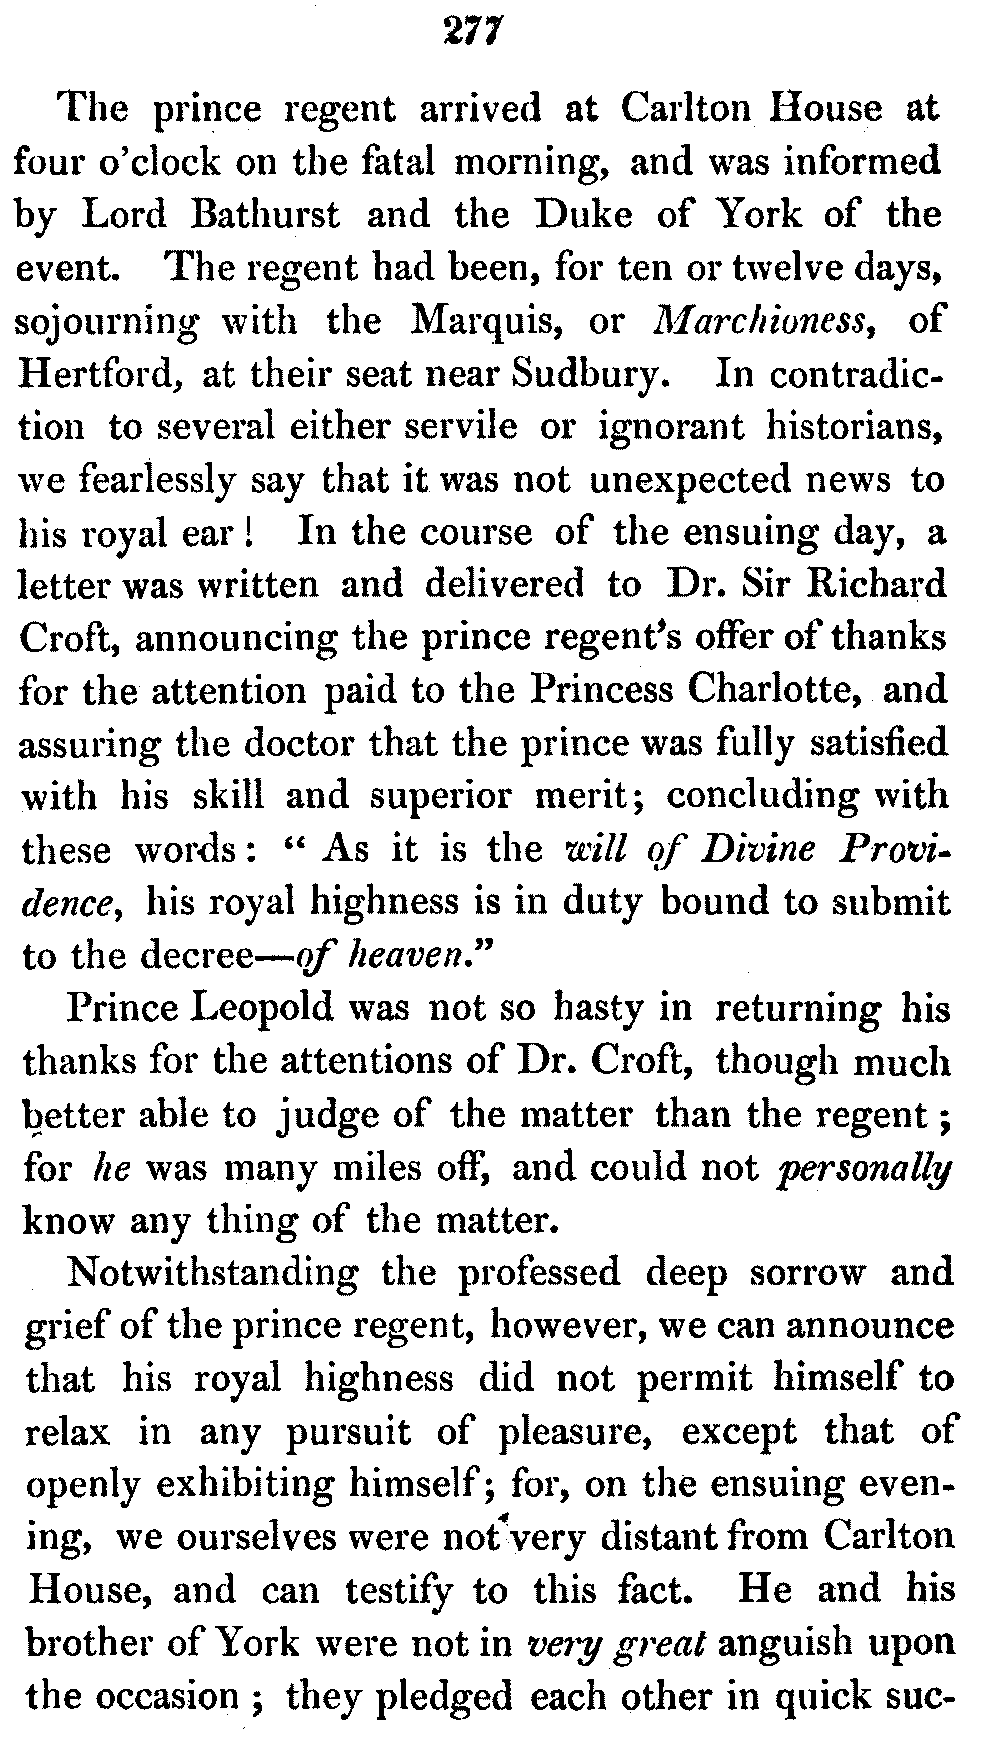 277
The prince regent arrived at Carlton House at
four o'clock on the fatal morning, and was informed
by Lord Bathurst and the Duke of York of the
event. The regent had been, for ten or twelve days,
sojourning with the Marquis, or Marchioness, of
Hertford, at their seat near Sudbury. In contradic-
tion to several either servile or ignorant historians,
we fearlessly say that it was not unexpected news to
his royal ear! In the course of the ensuing day, a
letter was written and delivered to Dr. Sir Richard
Croft, announcing the prince regent's offer of thanks
for the attention paid to the Princess Charlotte, and
assuring the doctor that the prince was fully satisfied
with his skill and superior merit; concluding with
these words: “ As it is the will of Divine Provi-
dence, his royal highness is in duty bound to submit
to the decree—of heaven.”
Prince Leopold was not so hasty in returning his
thanks for the attentions of Dr. Croft, though much
better able to judge of the matter than the regent;
for he was many miles off, and could not personally
know any thing of the matter.
Notwithstanding the professed deep sorrow and
grief of the prince regent, however, we can announce
that his royal highness did not permit himself to
relax in any pursuit of pleasure, except that of
openly exhibiting himself; for, on the ensuing even-
ing, we ourselves were not very distant from Carlton
House, and can testify to this fact. He and his
brother of York were not in very great anguish upon
the occasion; they pledged each other in quick suc-